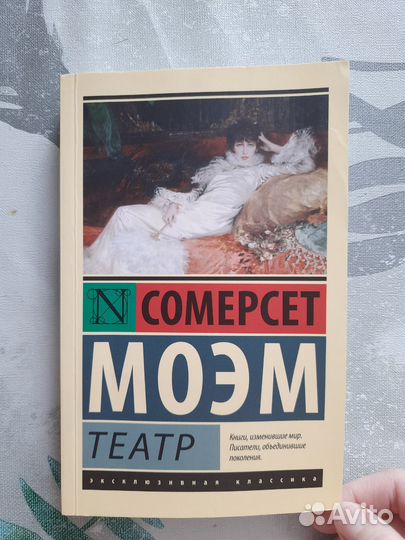 N
СОМЕРСЕТ
МОЭМ
ТЕАТР
Книги, изменившие мир.
Писатели, объединившие
поколения.
эксклюзивная классика
Avito